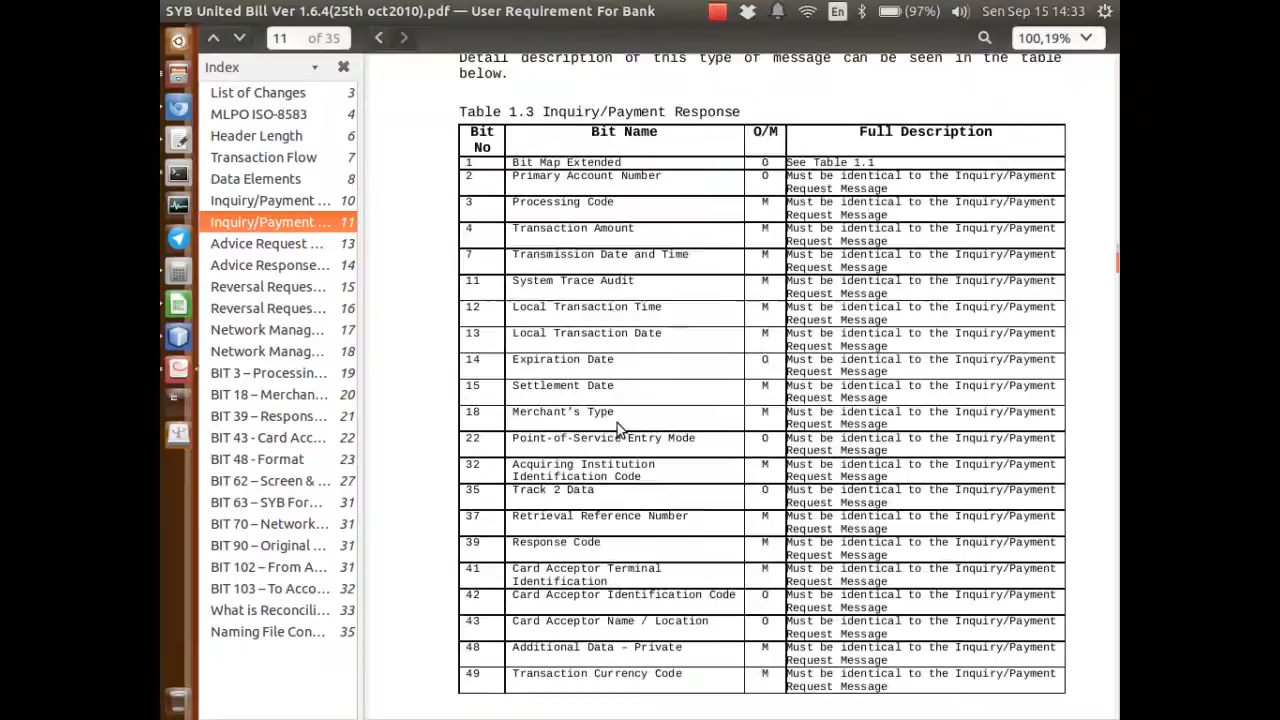 SYB United Bill Ver 1.6.4(25th oct2010).pdf — User Requirement For Bank
En
(97%)
Sen Sep 15 14:33
11 of 35
100,19%
Index
List of Changes 3
MLPO ISO-8583 4
Header Length 6
Transaction Flow 7
Data Elements 8
Inquiry/Payment ... 10
Inquiry/Payment ... 11
Advice Request ... 13
Advice Response... 14
Reversal Reques... 15
Reversal Reques... 16
Network Manag... 17
Network Manag... 18
BIT 3 – Processin... 19
BIT 18 – Merchan... 20
BIT 39 – Respons... 21
BIT 43 - Card Acc... 22
BIT 48 - Format 23
BIT 62 – Screen & ... 27
BIT 63 – SYB For... 31
BIT 70 – Network... 31
BIT 90 – Original ... 31
BIT 102 – From A... 31
BIT 103 – To Acco... 32
What is Reconcili... 33
Naming File Con... 35
Detail description of this type of message can be seen in the table
below.
Table 1.3 Inquiry/Payment Response
Bit No Bit Name O/M Full Description
1 Bit Map Extended O See Table 1.1
2 Primary Account Number O Must be identical to the Inquiry/Payment
Request Message
3 Processing Code M Must be identical to the Inquiry/Payment
Request Message
4 Transaction Amount M Must be identical to the Inquiry/Payment
Request Message
7 Transmission Date and Time M Must be identical to the Inquiry/Payment
Request Message
11 System Trace Audit M Must be identical to the Inquiry/Payment
Request Message
12 Local Transaction Time M Must be identical to the Inquiry/Payment
Request Message
13 Local Transaction Date M Must be identical to the Inquiry/Payment
Request Message
14 Expiration Date O Must be identical to the Inquiry/Payment
Request Message
15 Settlement Date M Must be identical to the Inquiry/Payment
Request Message
18 Merchant's Type M Must be identical to the Inquiry/Payment
Request Message
22 Point-of-Service Entry Mode O Must be identical to the Inquiry/Payment
Request Message
32 Acquiring Institution M Must be identical to the Inquiry/Payment
Identification Code Request Message
35 Track 2 Data O Must be identical to the Inquiry/Payment
Request Message
37 Retrieval Reference Number M Must be identical to the Inquiry/Payment
Request Message
39 Response Code M Must be identical to the Inquiry/Payment
Request Message
41 Card Acceptor Terminal M Must be identical to the Inquiry/Payment
Identification Request Message
42 Card Acceptor Identification Code O Must be identical to the Inquiry/Payment
Request Message
43 Card Acceptor Name / Location O Must be identical to the Inquiry/Payment
Request Message
48 Additional Data – Private M Must be identical to the Inquiry/Payment
Request Message
49 Transaction Currency Code M Must be identical to the Inquiry/Payment
Request Message